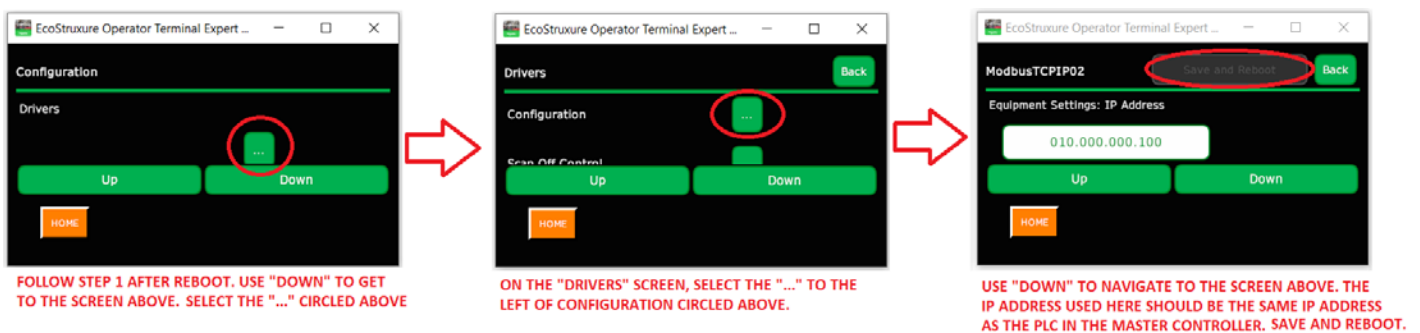 EcoStruxure Operator Terminal Expert ...
Configuration
Drivers
...
Up Down
HOME
FOLLOW STEP 1 AFTER REBOOT. USE "DOWN" TO GET
TO THE SCREEN ABOVE. SELECT THE "..." CIRCLED ABOVE
EcoStruxure Operator Terminal Expert ...
Drivers Back
Configuration ...
Scan Off Control
Up Down
HOME
ON THE "DRIVERS" SCREEN, SELECT THE "..." TO THE
LEFT OF CONFIGURATION CIRCLED ABOVE.
EcoStruxure Operator Terminal Expert ...
ModbusTCPIP02 Save and Reboot Back
Equipment Settings: IP Address
010.000.000.100
Up Down
HOME
USE "DOWN" TO NAVIGATE TO THE SCREEN ABOVE. THE
IP ADDRESS USED HERE SHOULD BE THE SAME IP ADDRESS
AS THE PLC IN THE MASTER CONTROLLER. SAVE AND REBOOT.